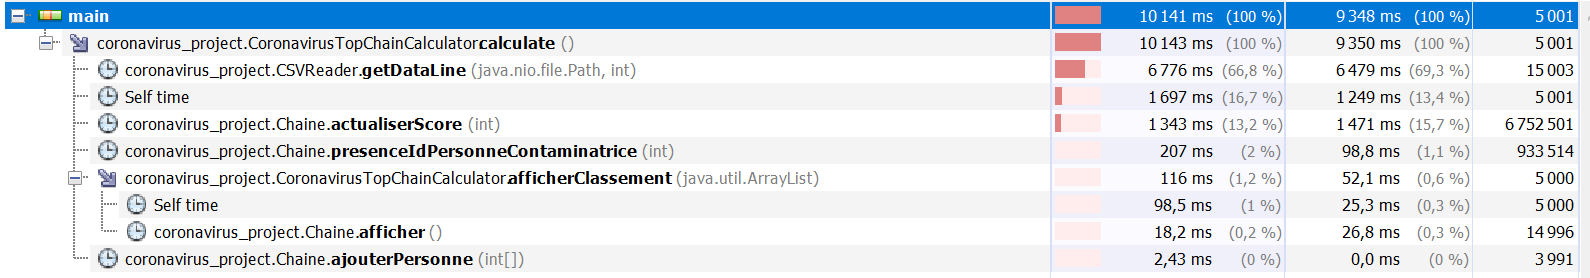 main 10 141 ms (100 %) 9 348 ms (100 %) 5 001
coronavirus_project.CoronavirusTopChainCalculator.calculate () 10 143 ms (100 %) 9 350 ms (100 %) 5 001
coronavirus_project.CSVReader.getDataLine (java.nio.file.Path, int) 6 776 ms (66,8 %) 6 479 ms (69,3 %) 15 003
Self time 1 697 ms (16,7 %) 1 249 ms (13,4 %) 5 001
coronavirus_project.Chaine.actualiserScore (int) 1 343 ms (13,2 %) 1 471 ms (15,7 %) 6 752 501
coronavirus_project.Chaine.presenceIdPersonneContaminatrice (int) 207 ms (2 %) 98,8 ms (1,1 %) 933 514
coronavirus_project.CoronavirusTopChainCalculator.afficherClassement (java.util.ArrayList) 116 ms (1,2 %) 52,1 ms (0,6 %) 5 000
Self time 98,5 ms (1 %) 25,3 ms (0,3 %) 5 000
coronavirus_project.Chaine.afficher () 18,2 ms (0,2 %) 26,8 ms (0,3 %) 14 996
coronavirus_project.Chaine.ajouterPersonne (int[]) 2,43 ms (0 %) 0,0 ms (0 %) 3 991